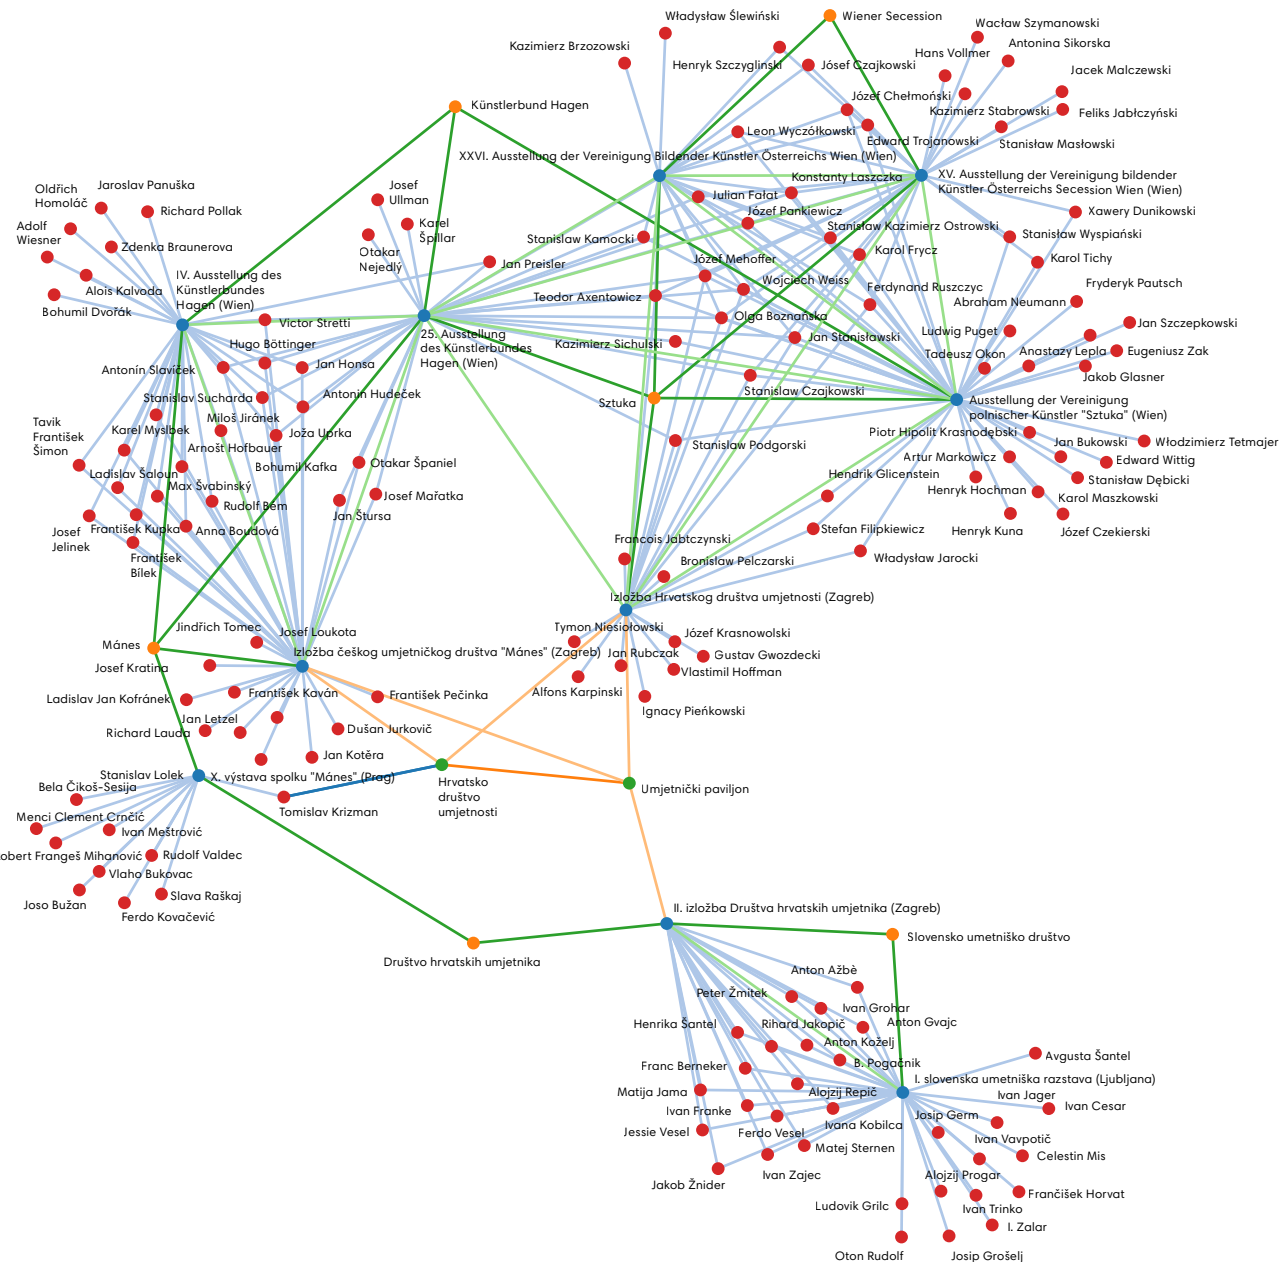 Władysław Ślewiński
Wiener Secession
Wacław Szymanowski
Kazimierz Brzozowski
Henryk Szczygliński
Jósef Czajkowski
Hans Vollmer
Antonina Sikorska
Jacek Malczewski
Künstlerbund Hagen
Józef Chełmoński
Kazimierz Stabrowski
Feliks Jabłczyński
Leon Wyczółkowski
Edward Trojanowski
Stanisław Masłowski
XXVI. Ausstellung der Vereinigung Bildender Künstler Österreichs Wien (Wien)
Konstanty Laszczka
XV. Ausstellung der Vereinigung bildender
Künstler Österreichs Secession Wien (Wien)
Oldřich
Homoláč
Jaroslav Panuška
Richard Pollak
Josef
Ullman
Julian Fałat
Józef Pankiewicz
Xawery Dunikowski
Adolf
Wiesner
Zdenka Braunerova
Karel
Špillar
Stanislaw Kamocki
Stanisław Kazimierz Ostrowski
Stanisław Wyspiański
Otakar
Nejedlý
Jan Preisler
Józef Mehoffer
Karol Frycz
Karol Tichy
IV. Ausstellung des
Künstlerbundes
Hagen (Wien)
Alois Kalvoda
Bohumil Dvořák
Teodor Axentowicz
Wojciech Weiss
Ferdynand Ruszczyc
Fryderyk Pautsch
Abraham Neumann
Victor Stretti
Olga Boznańska
Jan Szczepkowski
25. Ausstellung
des Künstlerbundes
Hagen (Wien)
Hugo Böttinger
Kazimierz Sichulski
Jan Stanisławski
Ludwig Puget
Tadeusz Okon
Anastazy Lepla
Eugeniusz Zak
Antonín Slavíček
Jan Honsa
Jakob Glasner
Stanislav Sucharda
Antonin Hudeček
Sztuka
Stanisław Czajkowski
Ausstellung der Vereinigung
polnischer Künstler "Sztuka" (Wien)
Tavik
František
Šimon
Karel Myslbek
Miloš Jiránek
Joža Uprka
Arnošt Hofbauer
Stanislaw Podgorski
Piotr Hipolit Krasnodębski
Jan Bukowski
Włodzimierz Tetmajer
Ladislav Šaloun
Bohumil Kafka
Otakar Španiel
Artur Markowicz
Edward Wittig
Hendrik Glicenstein
Stanisław Dębicki
Max Švabinský
Rudolf Bém
Josef Mařatka
Jan Štursa
Henryk Hochman
Karol Maszkowski
Josef
Jelinek
František Kupka
Anna Boudová
Stefan Filipkiewicz
Henryk Kuna
Józef Czekierski
František
Bílek
Francois Jabtczynski
Bronisław Pelczarski
Władysław Jarocki
Izložba Hrvatskog društva umjetnosti (Zagreb)
Jindřich Tomec
Josef Loukota
Tymon Niesiołowski
Józef Krasnowolski
Mánes
Izložba češkog umjetničkog društva "Mánes" (Zagreb)
Jan Rubczak
Gustav Gwozdecki
Josef Kratina
Vlastimil Hoffman
Ladislav Jan Kofránek
František Kaván
František Pečinka
Alfons Karpinski
Ignacy Pieńkowski
Jan Letzel
Richard Lauda
Dušan Jurkovič
Jan Kotěra
Stanislav Lolek
X. výstava spolku "Mánes" (Prag)
Bela Čikoš-Sesija
Hrvatsko
društvo
umjetnosti
Umjetnički paviljon
Tomislav Krizman
Menci Clement Crnčić
Ivan Meštrović
obert Frangeš Mihanović
Rudolf Valdec
Vlaho Bukovac
Joso Bužan
Slava Raškaj
Ferdo Kovačević
II. izložba Društva hrvatskih umjetnika (Zagreb)
Slovensko umetniško društvo
Društvo hrvatskih umjetnika
Anton Ažbè
Peter Žmitek
Ivan Grohar
Henrika Šantel
Rihard Jakopič
Anton Gvajc
Anton Koželj
Franc Berneker
B. Pogačnik
Avgusta Šantel
I. slovenska umetniška razstava (Ljubljana)
Matija Jama
Alojzij Repič
Ivan Jager
Ivan Cesar
Ivan Franke
Ivana Kobilca
Josip Germ
Jessie Vesel
Ferdo Vesel
Matej Sternen
Ivan Vavpotič
Celestin Mis
Jakob Žnider
Ivan Zajec
Alojzij Progar
Frančišek Horvat
Ludovik Grilc
Ivan Trinko
I. Zalar
Oton Rudolf
Josip Grošelj